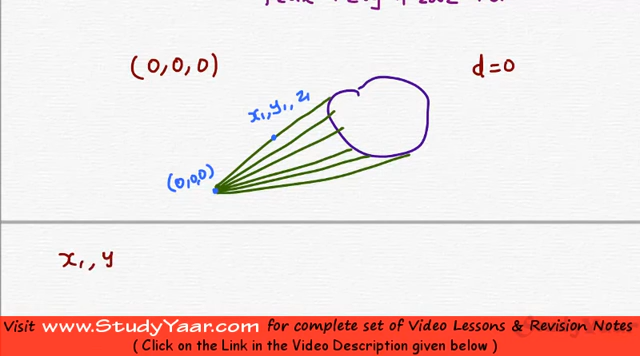 (0,0,0)
d=0
x₁, y₁, z₁
(0,0,0)
x₁, y
Visit www.StudyYaar.com for complete set of Video Lessons & Revision Notes
( Click on the Link in the Video Description given below )